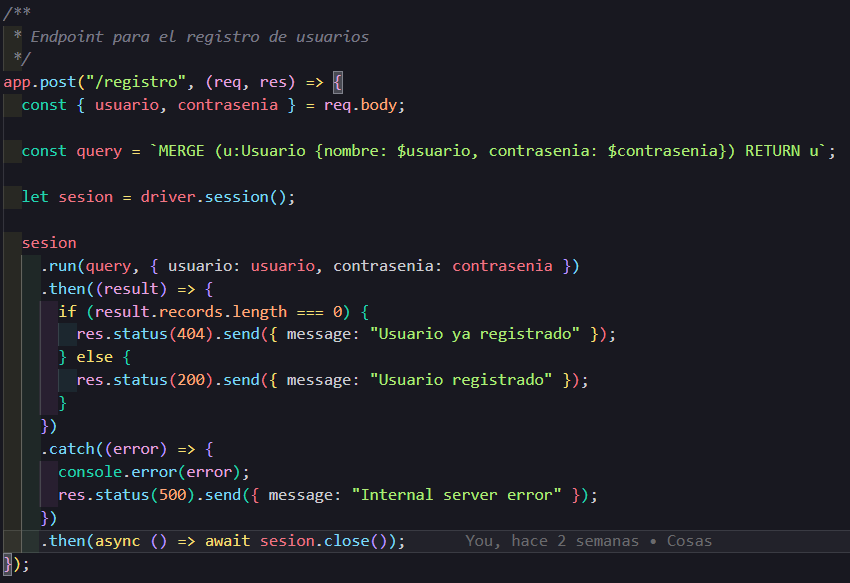 /**
 * Endpoint para el registro de usuarios
 */
app.post("/registro", (req, res) => {
  const { usuario, contrasenia } = req.body;

  const query = `MERGE (u:Usuario {nombre: $usuario, contrasenia: $contrasenia}) RETURN u`;

  let sesion = driver.session();

  sesion
    .run(query, { usuario: usuario, contrasenia: contrasenia })
    .then((result) => {
      if (result.records.length === 0) {
        res.status(404).send({ message: "Usuario ya registrado" });
      } else {
        res.status(200).send({ message: "Usuario registrado" });
      }
    })
    .catch((error) => {
      console.error(error);
      res.status(500).send({ message: "Internal server error" });
    })
    .then(async () => await sesion.close());      You, hace 2 semanas • Cosas
});